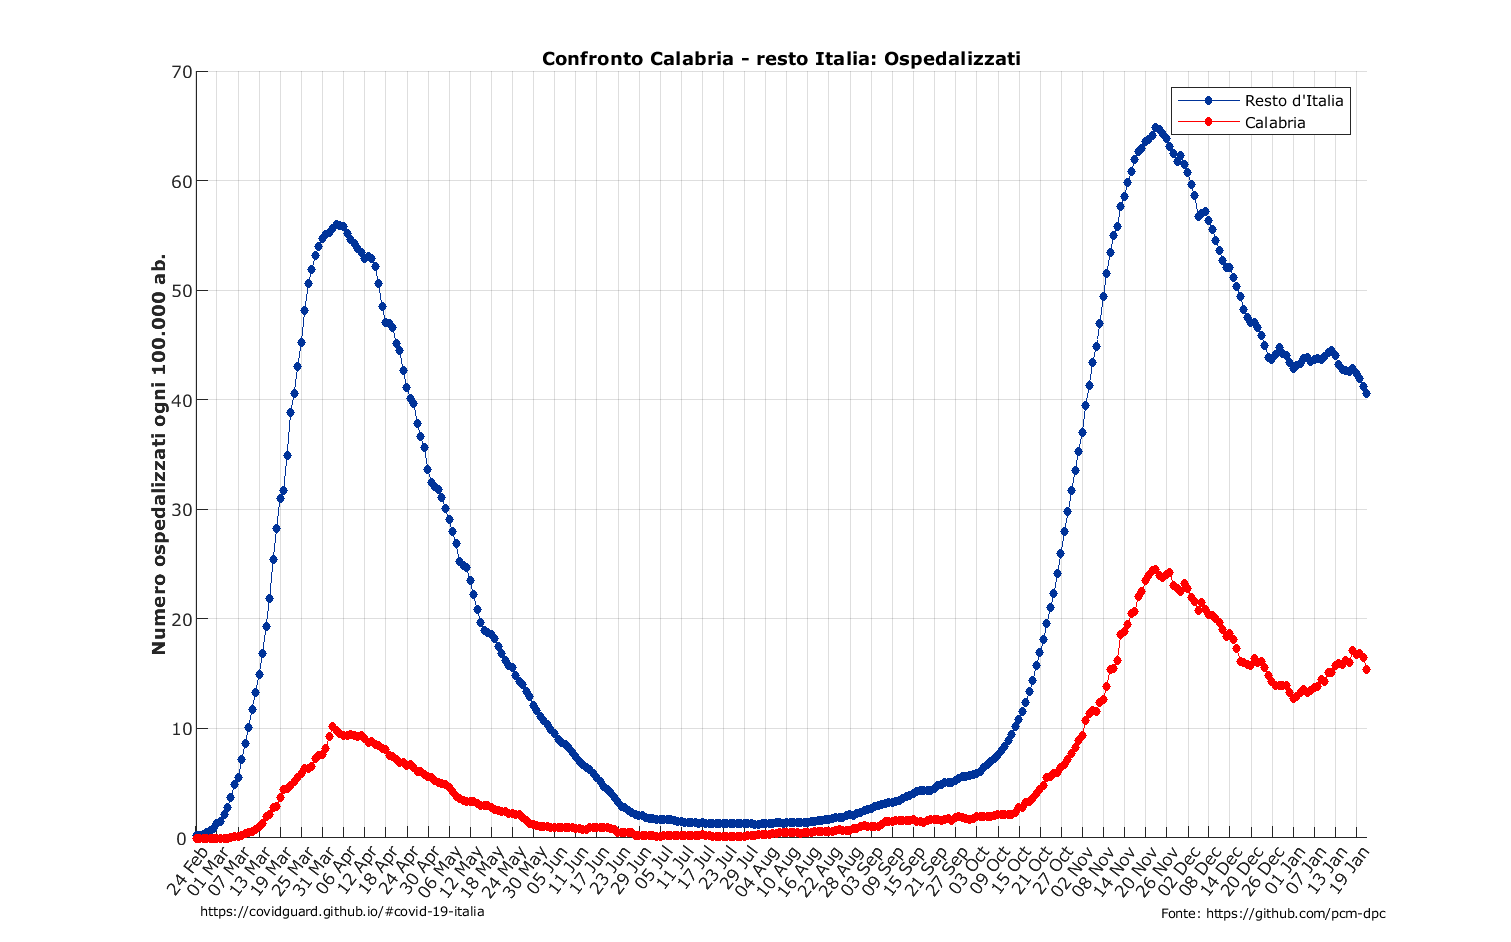 Confronto Calabria - resto Italia: Ospedalizzati
Numero ospedalizzati ogni 100.000 ab.
70
60
50
40
30
20
10
0
Resto d'Italia
Calabria
24 Feb
01 Mar
07 Mar
13 Mar
19 Mar
25 Mar
31 Mar
06 Apr
12 Apr
18 Apr
24 Apr
30 Apr
06 May
12 May
18 May
24 May
30 May
05 Jun
11 Jun
17 Jun
23 Jun
29 Jun
05 Jul
11 Jul
17 Jul
23 Jul
29 Jul
04 Aug
10 Aug
16 Aug
22 Aug
28 Aug
03 Sep
09 Sep
15 Sep
21 Sep
27 Sep
03 Oct
09 Oct
15 Oct
21 Oct
27 Oct
02 Nov
08 Nov
14 Nov
20 Nov
26 Nov
02 Dec
08 Dec
14 Dec
20 Dec
26 Dec
01 Jan
07 Jan
13 Jan
19 Jan
https://covidguard.github.io/#covid-19-italia
Fonte: https://github.com/pcm-dpc